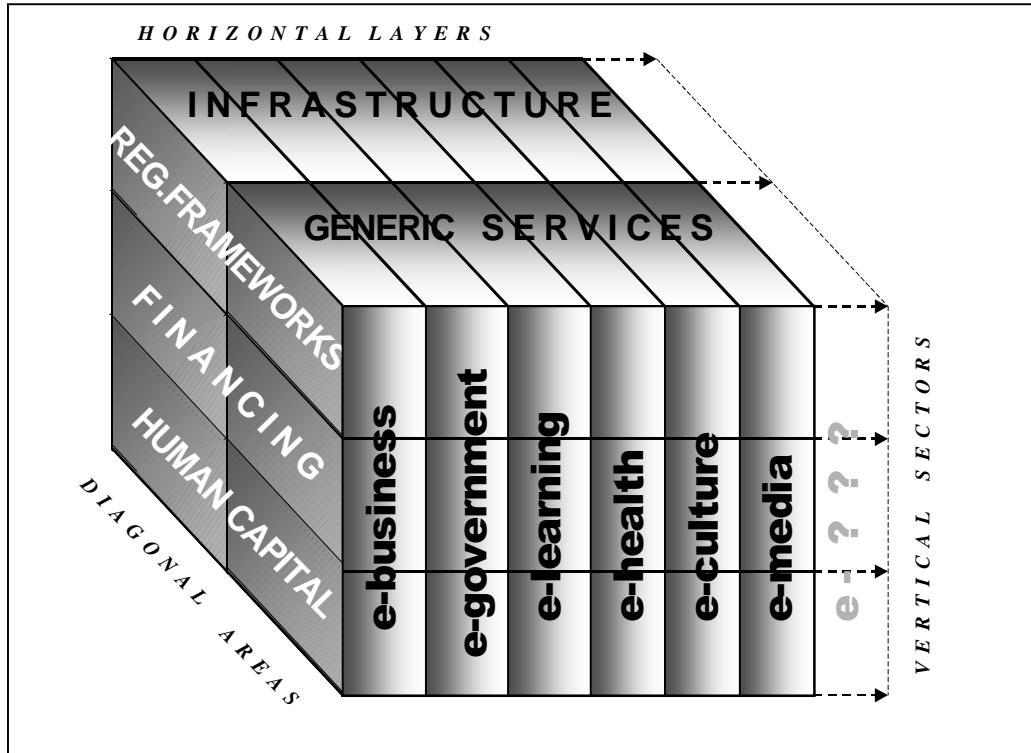 HORIZONTAL LAYERS
INFRASTRUCTURE
GENERIC SERVICES
REG.FRAMEWORKS
FINANCING
HUMAN CAPITAL
DIAGONAL AREAS
e-business
e-government
e-learning
e-health
e-culture
e-media
e-????
VERTICAL SECTORS